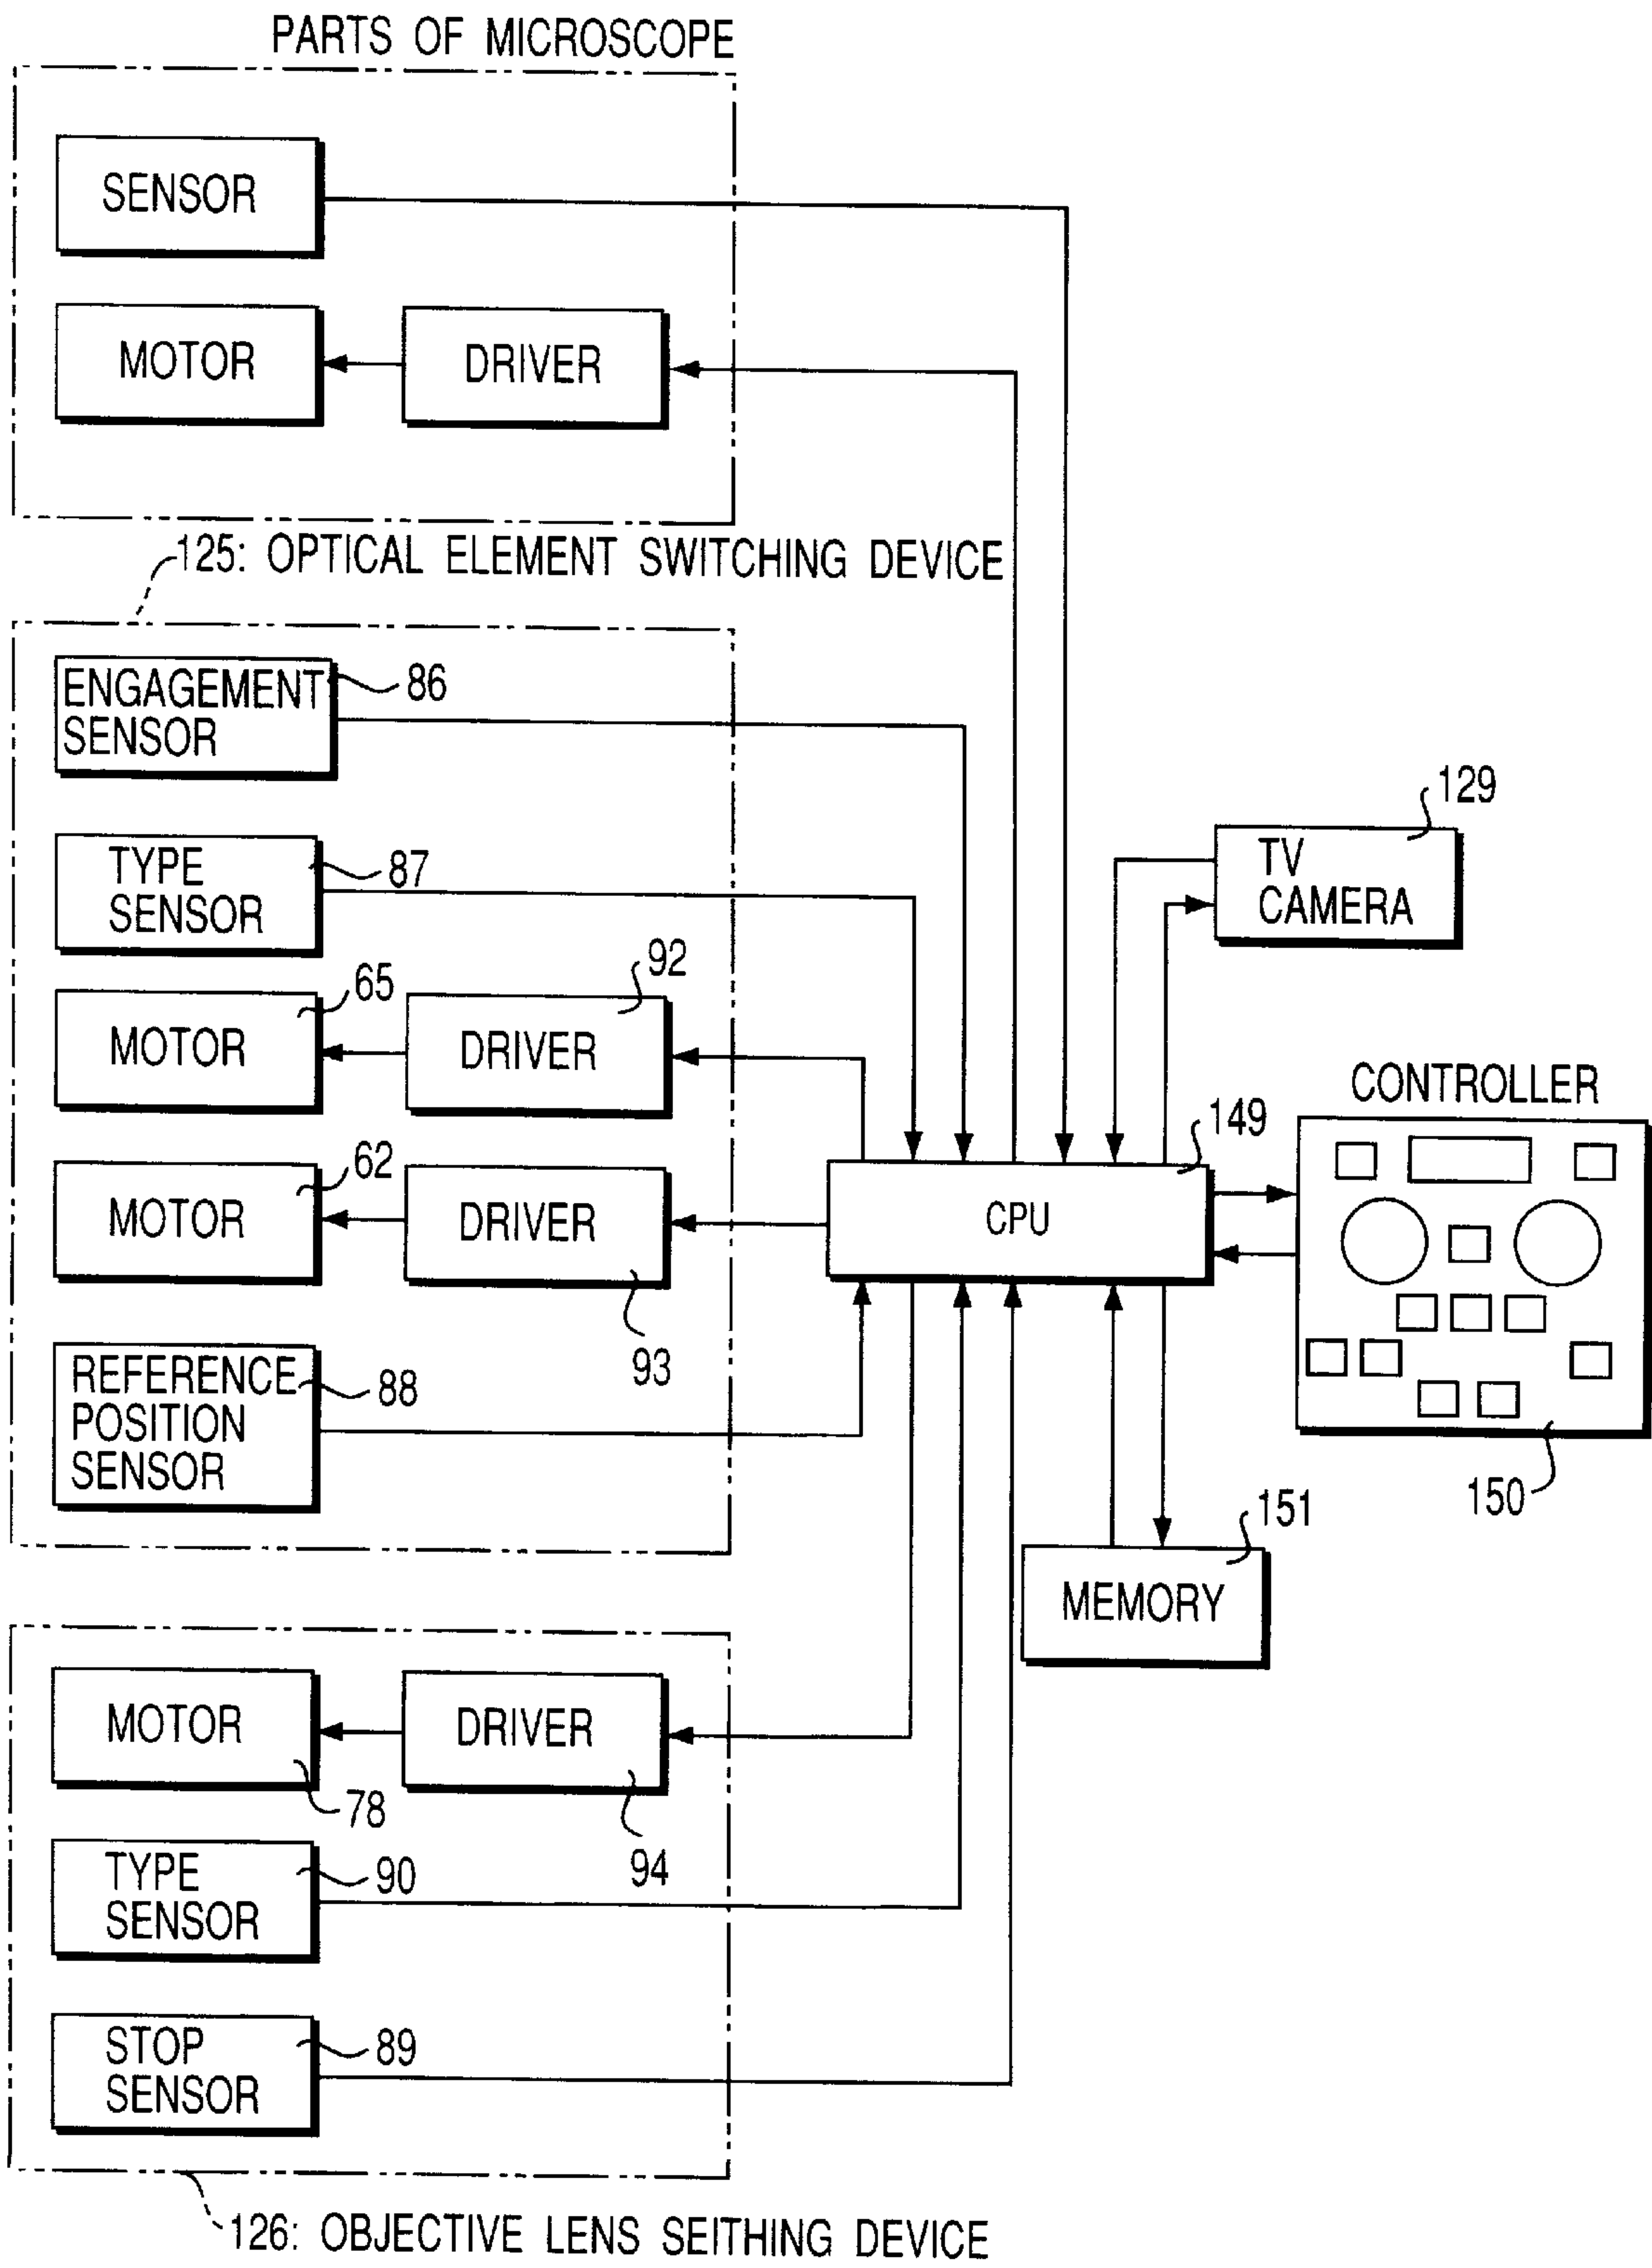 PARTS OF MICROSCOPE
SENSOR
MOTOR
DRIVER
125: OPTICAL ELEMENT SWITCHING DEVICE
ENGAGEMENT
SENSOR
86
TYPE
SENSOR
87
MOTOR
65
DRIVER
92
MOTOR
62
DRIVER
93
REFERENCE
POSITION
SENSOR
88
129
TV
CAMERA
CONTROLLER
149
CPU
150
151
MEMORY
MOTOR
78
DRIVER
94
TYPE
SENSOR
90
STOP
SENSOR
89
126: OBJECTIVE LENS SEITHING DEVICE